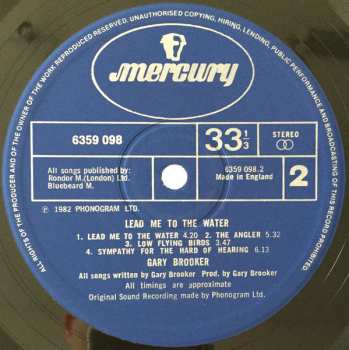 ALL RIGHTS OF THE PRODUCER AND OF THE OWNER OF THE WORK REPRODUCED RESERVED. UNAUTHORISED COPYING, HIRING, LENDING, PUBLIC PERFORMANCE AND BROADCASTING OF THIS RECORD PROHIBITED.
mercury
6359 098
33 1/3
STEREO
All songs published by:
Rondor M.(London) Ltd.
Bluebeard M.
6359 098.2
Made in England
2
℗ 1982 PHONOGRAM LTD.
LEAD ME TO THE WATER
1. LEAD ME TO THE WATER 4.20 2. THE ANGLER 5.32
3. LOW FLYING BIRDS 3.47
4. SYMPATHY FOR THE HARD OF HEARING 6.13
GARY BROOKER
All songs written by Gary Brooker Prod. by Gary Brooker
All timings are approximate
Original Sound Recording made by Phonogram Ltd.